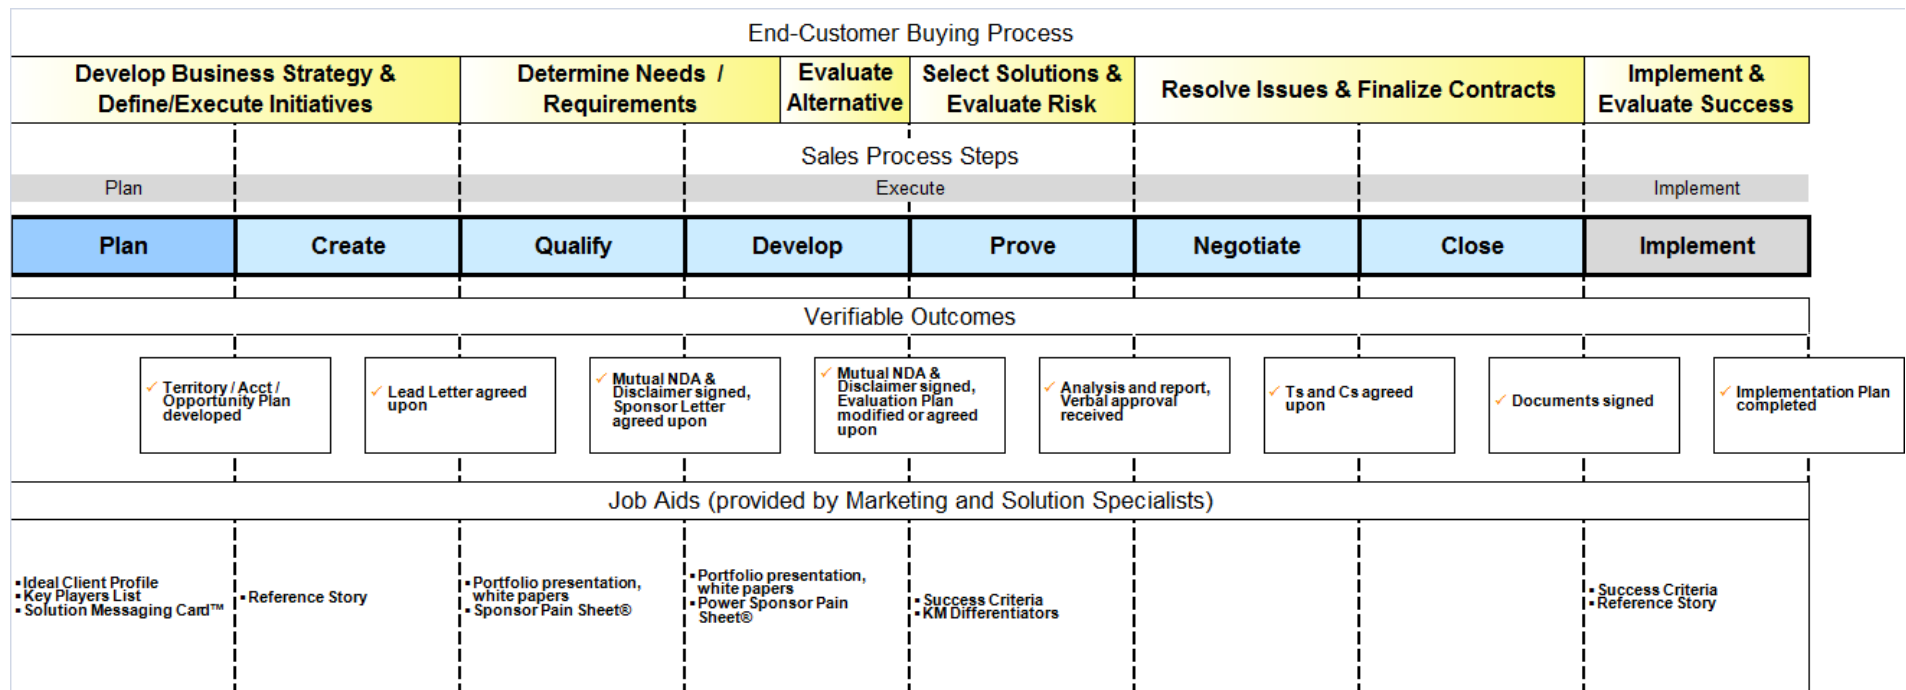 End-Customer Buying Process
Develop Business Strategy &
Define/Execute Initiatives
Determine Needs /
Requirements
Evaluate
Alternative
Select Solutions &
Evaluate Risk
Resolve Issues & Finalize Contracts
Implement &
Evaluate Success
Sales Process Steps
Plan
Execute
Implement
Plan
Create
Qualify
Develop
Prove
Negotiate
Close
Implement
Verifiable Outcomes
✓ Territory / Acct /
Opportunity Plan
developed
✓ Lead Letter agreed
upon
✓ Mutual NDA &
Disclaimer signed,
Sponsor Letter
agreed upon
✓ Mutual NDA &
Disclaimer signed,
Evaluation Plan
modified or agreed
upon
✓ Analysis and report,
Verbal approval
received
✓ Ts and Cs agreed
upon
✓ Documents signed
✓ Implementation Plan
completed
Job Aids (provided by Marketing and Solution Specialists)
▪ Ideal Client Profile
▪ Key Players List
▪ Solution Messaging Card™
▪ Reference Story
▪ Portfolio presentation,
white papers
▪ Sponsor Pain Sheet®
▪ Portfolio presentation,
white papers
▪ Power Sponsor Pain
Sheet®
▪ Success Criteria
▪ KM Differentiators
▪ Success Criteria
▪ Reference Story